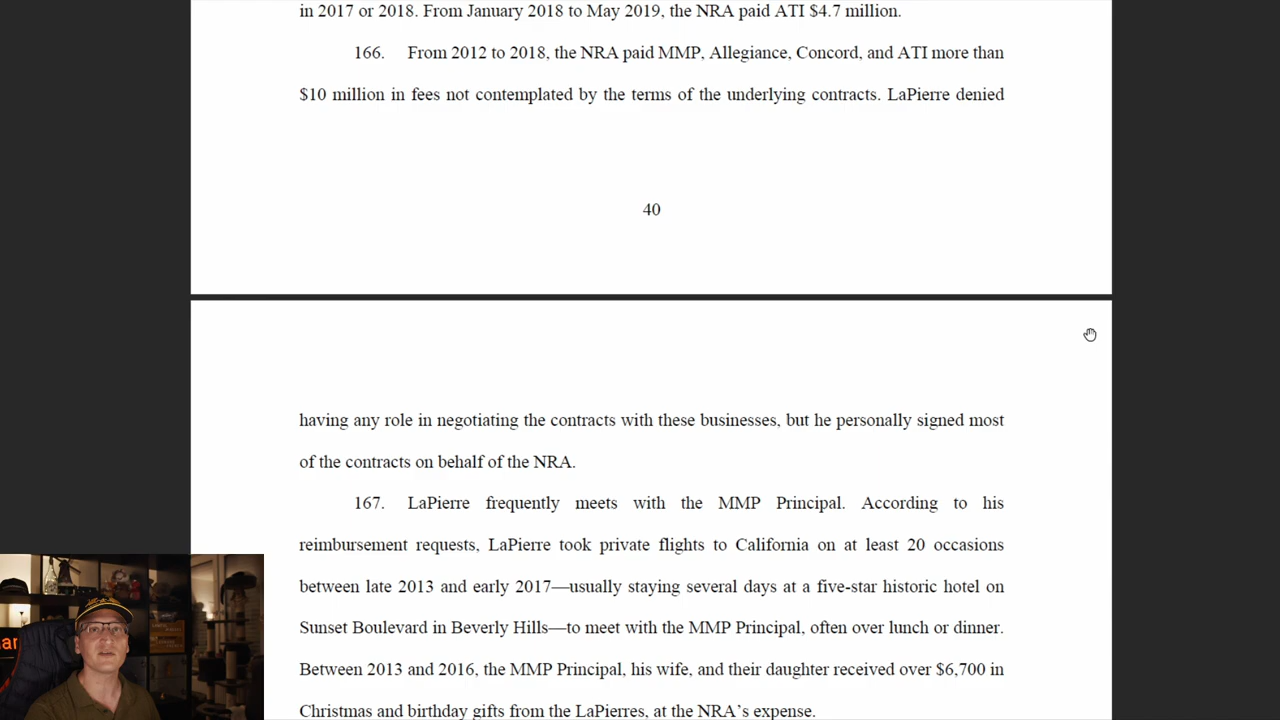 in 2017 or 2018. From January 2018 to May 2019, the NRA paid ATI $4.7 million.
166. From 2012 to 2018, the NRA paid MMP, Allegiance, Concord, and ATI more than
$10 million in fees not contemplated by the terms of the underlying contracts. LaPierre denied
40
having any role in negotiating the contracts with these businesses, but he personally signed most
of the contracts on behalf of the NRA.
167. LaPierre frequently meets with the MMP Principal. According to his
reimbursement requests, LaPierre took private flights to California on at least 20 occasions
between late 2013 and early 2017—usually staying several days at a five-star historic hotel on
Sunset Boulevard in Beverly Hills—to meet with the MMP Principal, often over lunch or dinner.
Between 2013 and 2016, the MMP Principal, his wife, and their daughter received over $6,700 in
Christmas and birthday gifts from the LaPierres, at the NRA's expense.